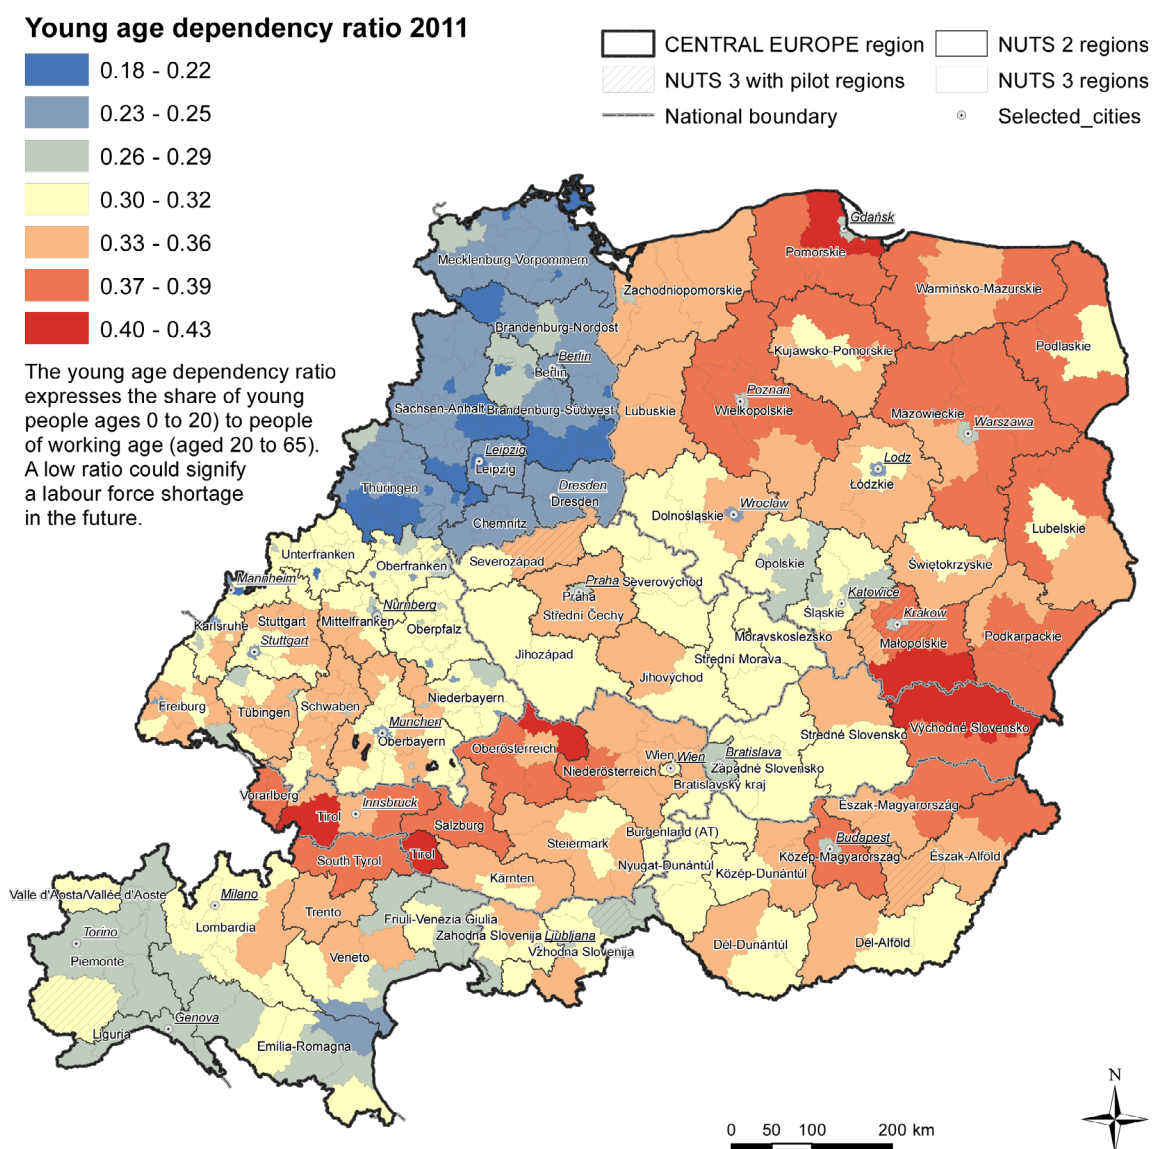 Young age dependency ratio 2011
0.18 - 0.22
0.23 - 0.25
0.26 - 0.29
0.30 - 0.32
0.33 - 0.36
0.37 - 0.39
0.40 - 0.43
The young age dependency ratio
expresses the share of young
people ages 0 to 20) to people
of working age (aged 20 to 65).
A low ratio could signify
a labour force shortage
in the future.
CENTRAL EUROPE region
NUTS 2 regions
NUTS 3 with pilot regions
NUTS 3 regions
National boundary
Selected_cities
Gdańsk
Pomorskie
Mecklenburg-Vorpommern
Zachodniopomorskie
Warmińsko-Mazurskie
Brandenburg-Nordost
Podlaskie
Kujawsko-Pomorskie
Berlin
Berlin
Poznan
Sachsen-Anhalt
Brandenburg-Südwest
Lubuskie
Wielkopolskie
Mazowieckie
Warszawa
Leipzig
Leipzig
Lodz
Łódzkie
Thüringen
Dresden
Dresden
Wrocław
Dolnośląskie
Chemnitz
Lubelskie
Unterfranken
Oberfranken
Severozápad
Opolskie
Świętokrzyskie
Mannheim
Praha
Severovýchod
Praha
Katowice
Nürnberg
Śląskie
Krakow
Karlsruhe
Stuttgart
Mittelfranken
Střední Čechy
Stuttgart
Oberpfalz
Moravskoslezsko
Małopolskie
Podkarpackie
Jihozápad
Střední Morava
Jihovýchod
Niederbayern
Freiburg
Tübingen
Schwaben
Munchen
Oberbayern
Východné Slovensko
Stredné Slovensko
Oberösterreich
Wien
Wien
Bratislava
Niederösterreich
Západné Slovensko
Bratislavský kraj
Vorarlberg
Innsbruck
Tirol
Észak-Magyarország
Salzburg
Burgenland (AT)
Budapest
Steiermark
Közép-Magyarország
Észak-Alföld
South Tyrol
Tirol
Nyugat-Dunántúl
Közép-Dunántúl
Kärnten
Valle d'Aosta/Vallée d'Aoste
Milano
Trento
Friuli-Venezia Giulia
Lombardia
Torino
Zahodna Slovenija
Ljubljana
Vzhodna Slovenija
Dél-Dunántúl
Dél-Alföld
Piemonte
Veneto
Genova
Liguria
Emilia-Romagna
N
0 50 100 200 km